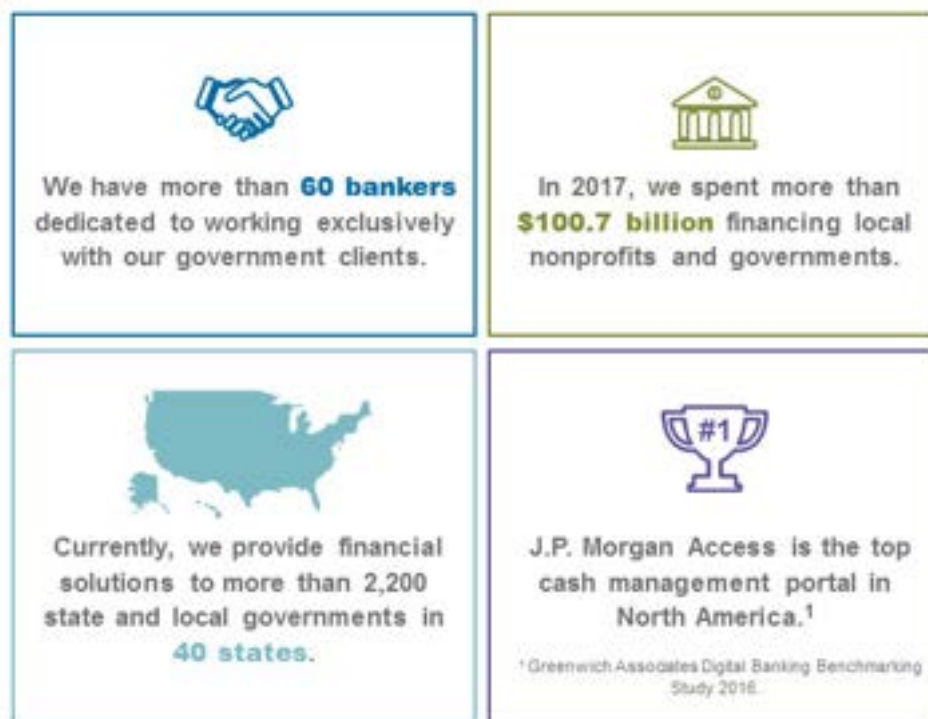 We have more than 60 bankers
dedicated to working exclusively
with our government clients.
In 2017, we spent more than
$100.7 billion financing local
nonprofits and governments.
Currently, we provide financial
solutions to more than 2,200
state and local governments in
40 states.
#1
J.P. Morgan Access is the top
cash management portal in
North America.¹
¹ Greenwich Associates Digital Banking Benchmarking
Study 2016.